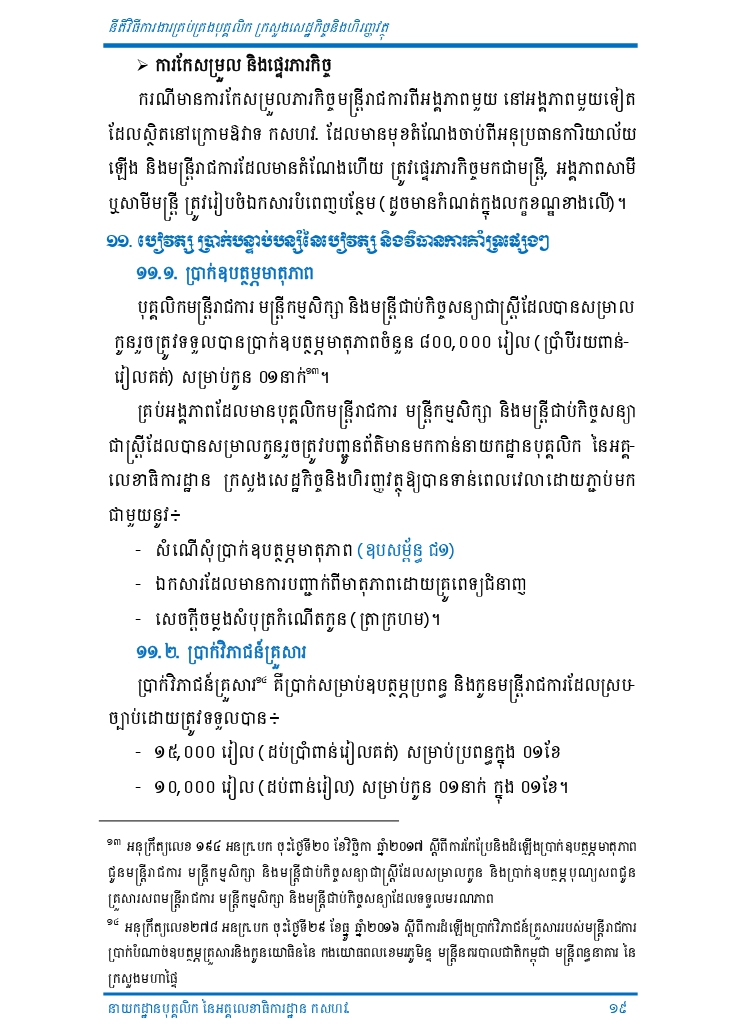 នីតិវិធីការងារគ្រប់គ្រងបុគ្គលិក ក្រសួងសេដ្ឋកិច្ចនិងហិរញ្ញវត្ថុ
➢ ការកែសម្រួល និងផ្ទេរភារកិច្ច
ករណីមានការកែសម្រួលភារកិច្ចមន្ត្រីរាជការពីអង្គភាពមួយ នៅអង្គភាពមួយទៀត
ដែលស្ថិតនៅក្រោមឱវាទ កសហវ. ដែលមានមុខតំណែងចាប់ពីអនុប្រធានការិយាល័យ
ឡើង និងមន្ត្រីរាជការដែលមានតំណែងហើយ ត្រូវផ្ទេរភារកិច្ចមកជាមន្ត្រី, អង្គភាពសាមី
ឬសាមីមន្ត្រី ត្រូវរៀបចំឯកសារបំពេញបន្ថែម (ដូចមានកំណត់ក្នុងលក្ខខណ្ឌខាងលើ)។
១១. បៀវត្ស ប្រាក់បន្ទាប់បន្សំនៃបៀវត្ស និងវិធានការគាំទ្រផ្សេងៗ
១១.១. ប្រាក់ឧបត្ថម្ភមាតុភាព
បុគ្គលិកមន្ត្រីរាជការ មន្ត្រីកម្មសិក្សា និងមន្ត្រីជាប់កិច្ចសន្យាជាស្ត្រីដែលបានសម្រាល
កូនរួចត្រូវទទួលបានប្រាក់ឧបត្ថម្ភមាតុភាពចំនួន ៨០០,០០០ រៀល (ប្រាំបីរយពាន់-
រៀលគត់) សម្រាប់កូន ០១នាក់¹³។
គ្រប់អង្គភាពដែលមានបុគ្គលិកមន្ត្រីរាជការ មន្ត្រីកម្មសិក្សា និងមន្ត្រីជាប់កិច្ចសន្យា
ជាស្ត្រីដែលបានសម្រាលកូនរួចត្រូវបញ្ជូនព័ត៌មានមកកាន់នាយកដ្ឋានបុគ្គលិក នៃអគ្គ-
លេខាធិការដ្ឋាន ក្រសួងសេដ្ឋកិច្ចនិងហិរញ្ញវត្ថុឱ្យបានទាន់ពេលវេលាដោយភ្ជាប់មក
ជាមួយនូវ៖
- សំណើសុំប្រាក់ឧបត្ថម្ភមាតុភាព (ឧបសម្ព័ន្ធ ជ១)
- ឯកសារដែលមានការបញ្ជាក់ពីមាតុភាពដោយគ្រូពេទ្យជំនាញ
- សេចក្តីចម្លងសំបុត្រកំណើតកូន (ត្រាក្រហម)។
១១.២. ប្រាក់វិភាជន៍គ្រួសារ
ប្រាក់វិភាជន៍គ្រួសារ¹⁴ គឺប្រាក់សម្រាប់ឧបត្ថម្ភប្រពន្ធ និងកូនមន្ត្រីរាជការដែលស្រប-
ច្បាប់ដោយត្រូវទទួលបាន៖
- ១៥,០០០ រៀល (ដប់ប្រាំពាន់រៀលគត់) សម្រាប់ប្រពន្ធក្នុង ០១ខែ
- ១០,០០០ រៀល (ដប់ពាន់រៀល) សម្រាប់កូន ០១នាក់ ក្នុង ០១ខែ។
១៣ អនុក្រឹត្យលេខ ១៩៤ អនក្រ.បក ចុះថ្ងៃទី២០ ខែវិច្ឆិកា ឆ្នាំ២០១៧ ស្តីពីការកែប្រែនិងដំឡើងប្រាក់ឧបត្ថម្ភមាតុភាព
ជូនមន្ត្រីរាជការ មន្ត្រីកម្មសិក្សា និងមន្ត្រីជាប់កិច្ចសន្យាជាស្ត្រីដែលសម្រាលកូន និងប្រាក់ឧបត្ថម្ភបុណ្យសពជូន
គ្រួសារសពមន្ត្រីរាជការ មន្ត្រីកម្មសិក្សា និងមន្ត្រីជាប់កិច្ចសន្យាដែលទទួលមរណភាព
១៤ អនុក្រឹត្យលេខ២៧៨ អនក្រ.បក ចុះថ្ងៃទី២៩ ខែធ្នូ ឆ្នាំ២០១៦ ស្តីពីការដំឡើងប្រាក់វិភាជន៍គ្រួសាររបស់មន្ត្រីរាជការ
ប្រាក់បំណាច់ឧបត្ថម្ភគ្រួសារនិងកូនយោធិននៃ កងយោធពលខេមរភូមិន្ទ មន្ត្រីនគរបាលជាតិកម្ពុជា មន្ត្រីពន្ធនាគារ នៃ
ក្រសួងមហាផ្ទៃ
នាយកដ្ឋានបុគ្គលិក នៃអគ្គលេខាធិការដ្ឋាន កសហវ. ១៩